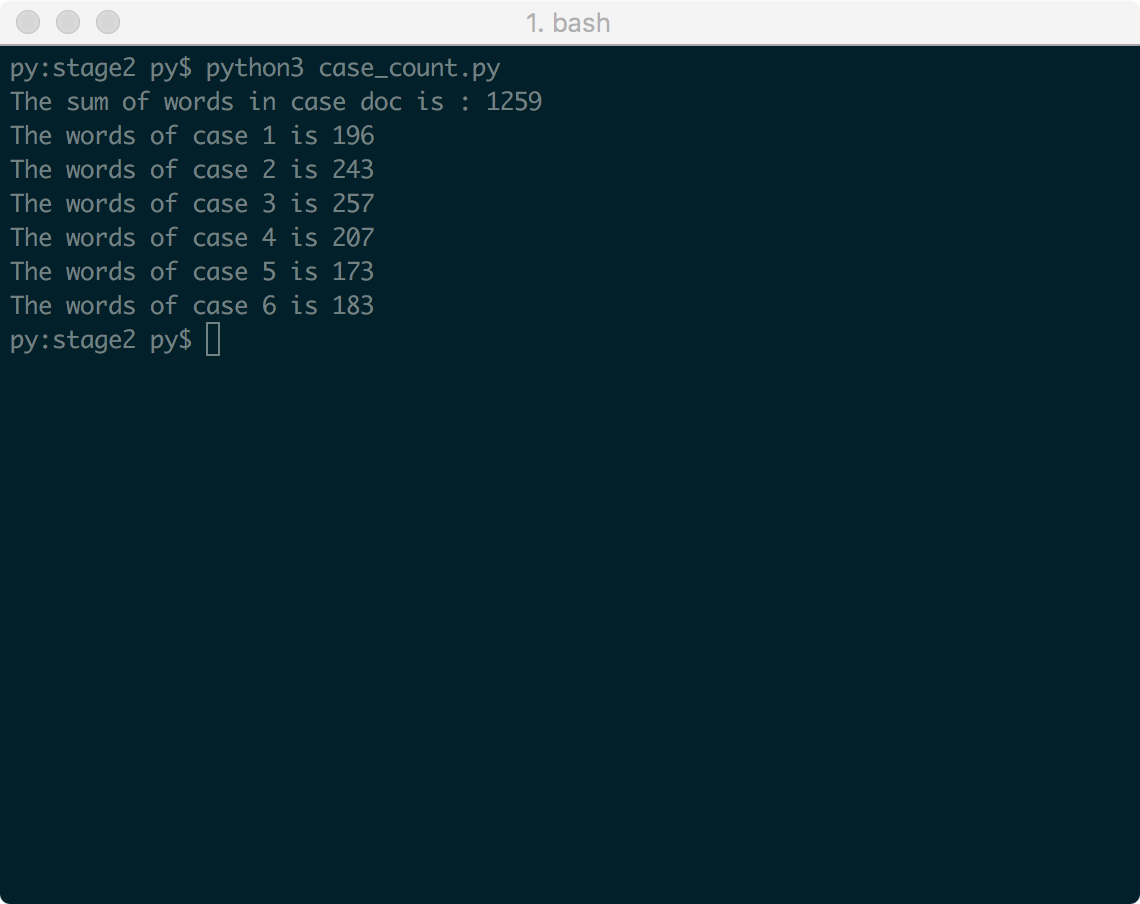 1. bash
py:stage2 py$ python3 case_count.py
The sum of words in case doc is : 1259
The words of case 1 is 196
The words of case 2 is 243
The words of case 3 is 257
The words of case 4 is 207
The words of case 5 is 173
The words of case 6 is 183
py:stage2 py$